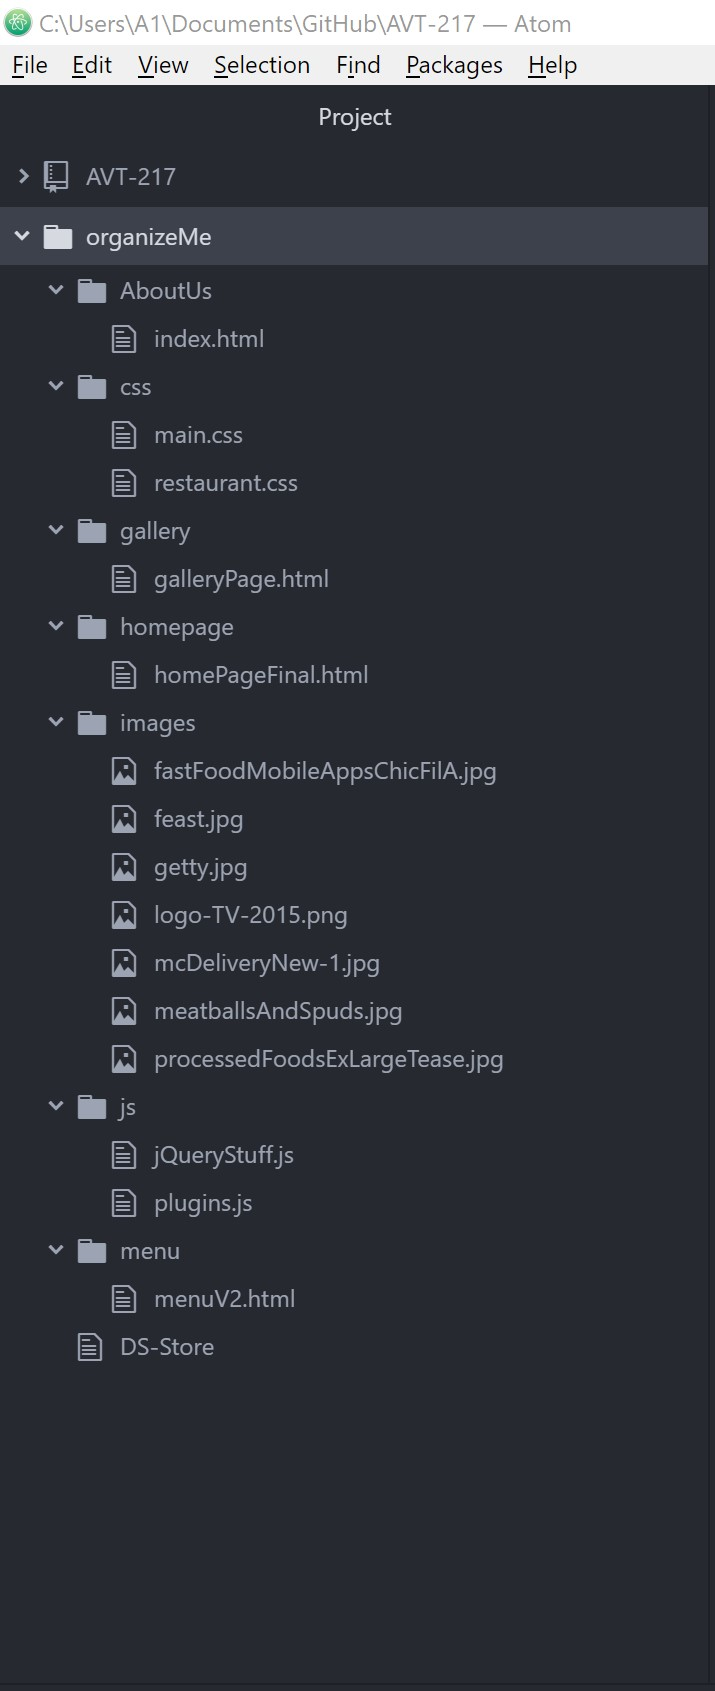 C:\Users\A1\Documents\GitHub\AVT-217 — Atom
File Edit View Selection Find Packages Help
Project
AVT-217
organizeMe
AboutUs
index.html
css
main.css
restaurant.css
gallery
galleryPage.html
homepage
homePageFinal.html
images
fastFoodMobileAppsChicFilA.jpg
feast.jpg
getty.jpg
logo-TV-2015.png
mcDeliveryNew-1.jpg
meatballsAndSpuds.jpg
processedFoodsExLargeTease.jpg
js
jQueryStuff.js
plugins.js
menu
menuV2.html
DS-Store